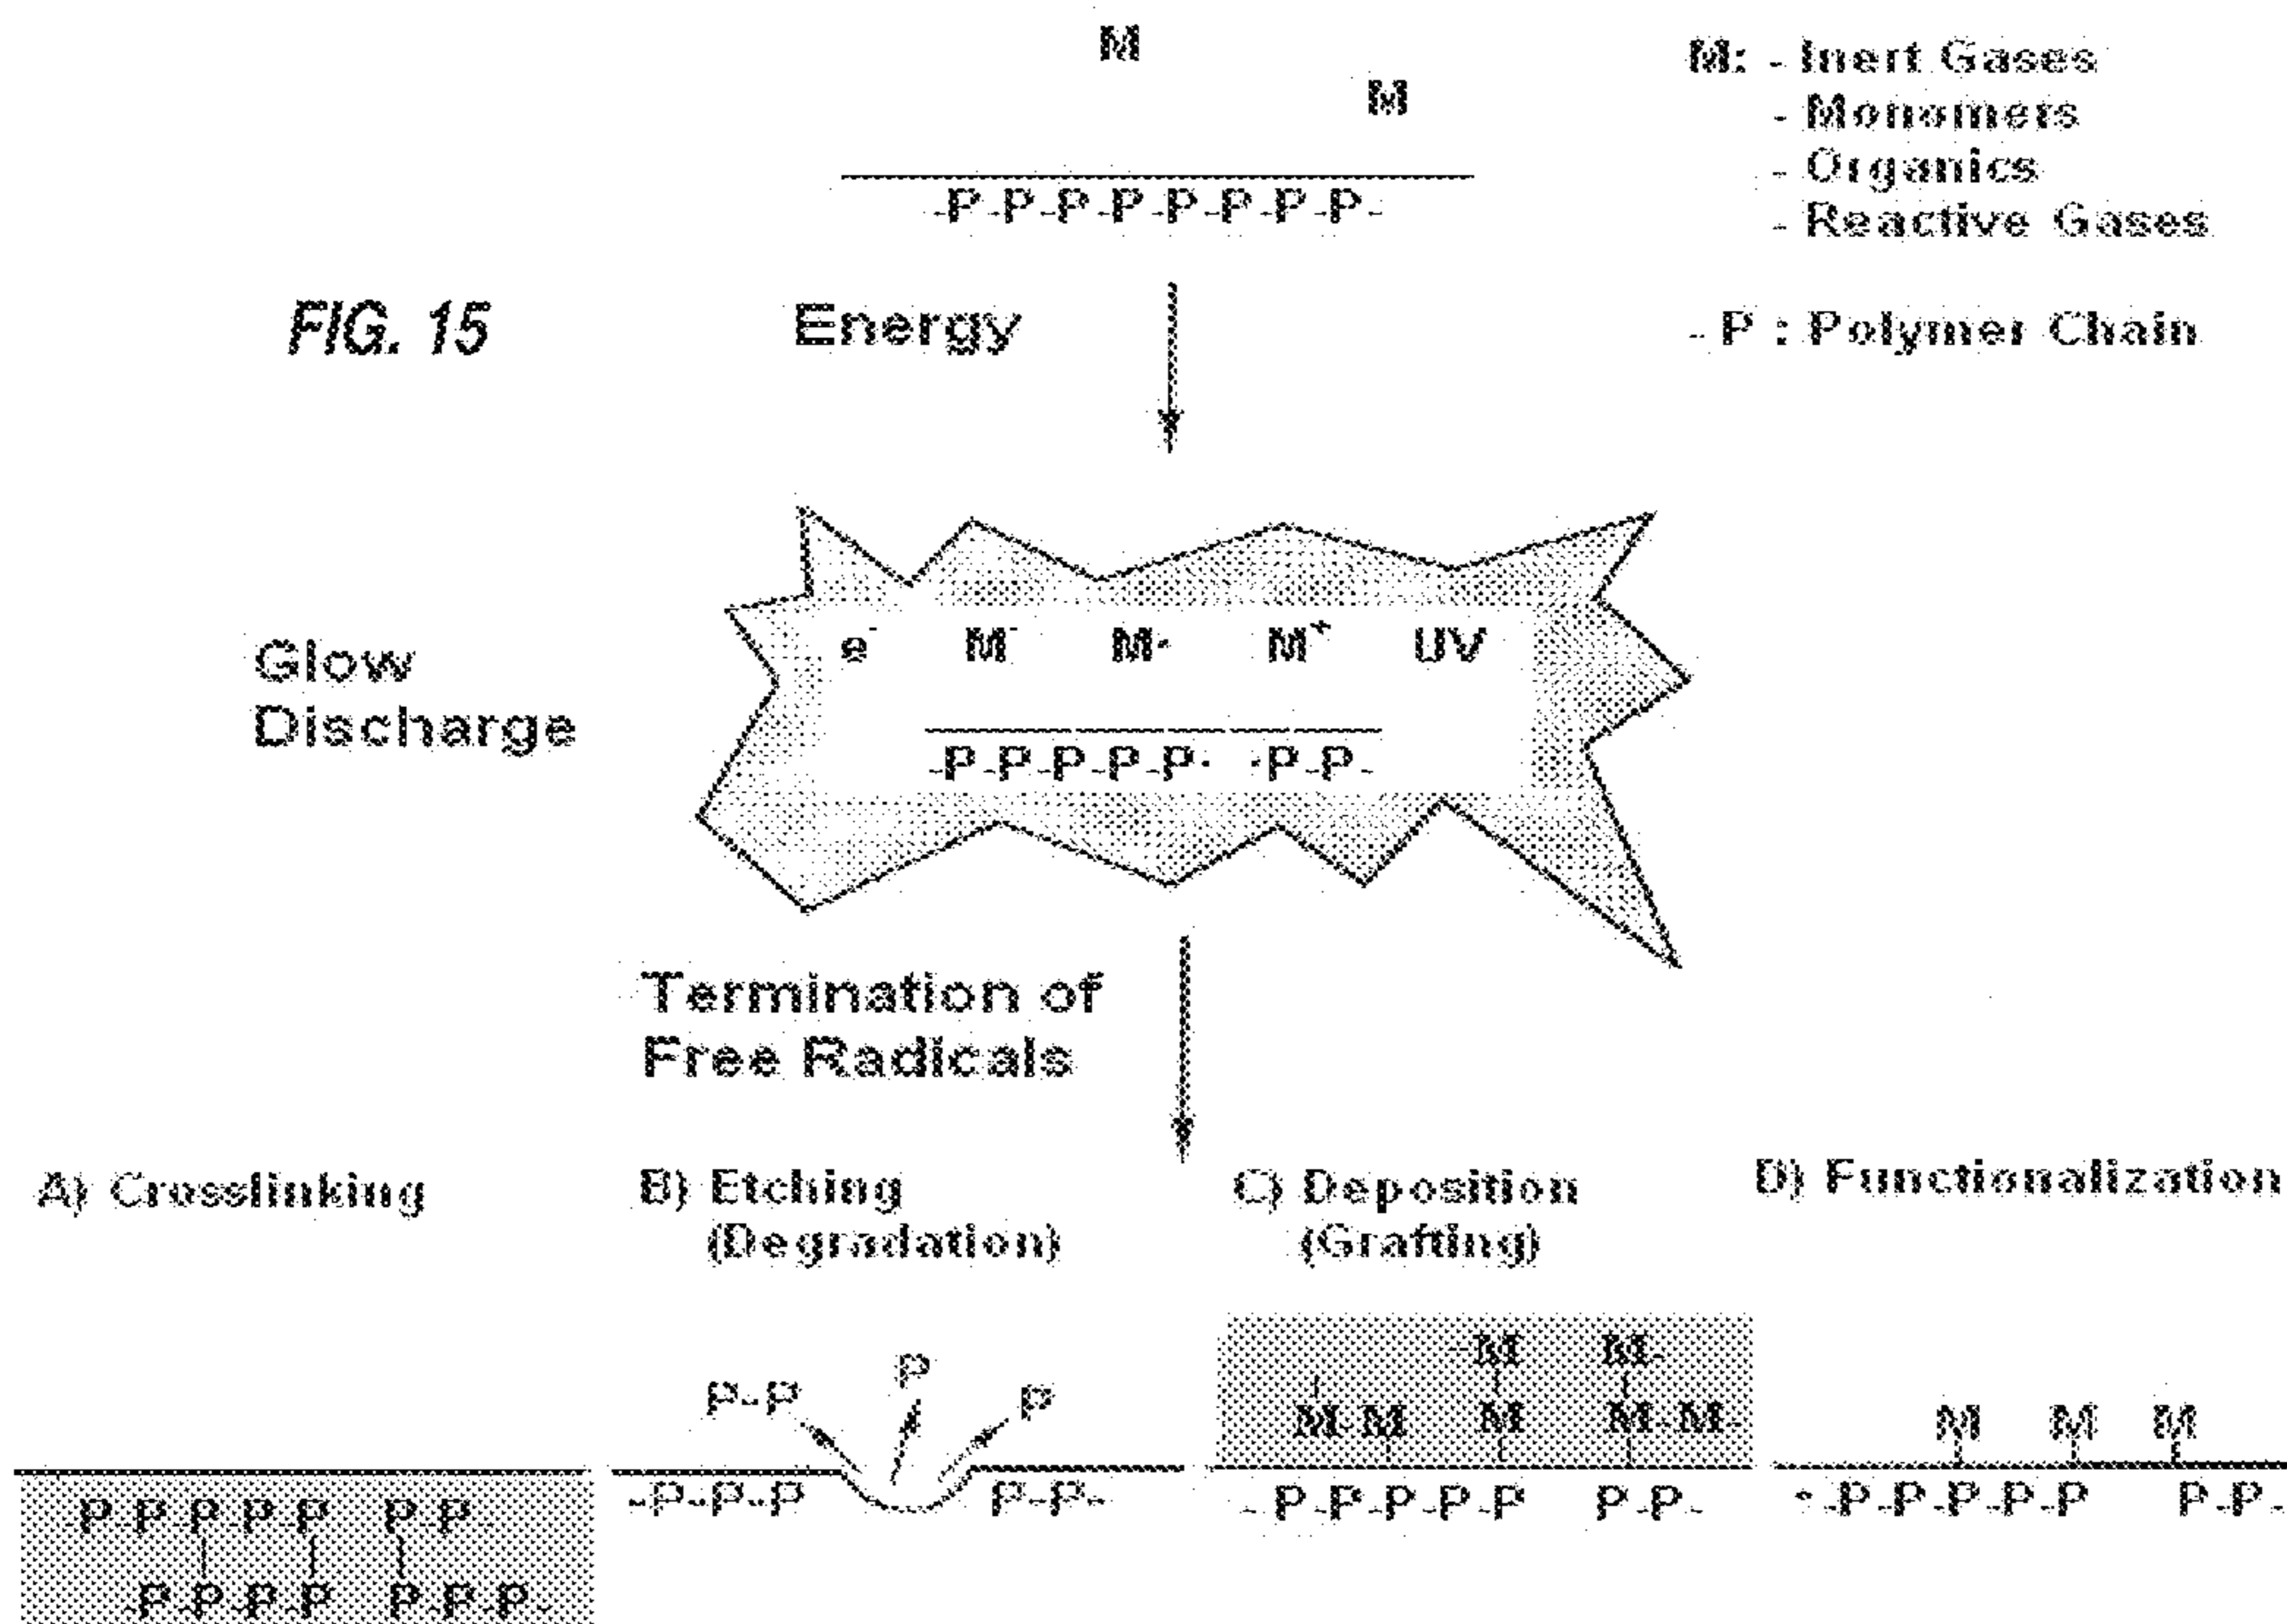 M
M
M: - Inert Gases
- Monomers
- Organics
- Reactive Gases
-P-P-P-P-P-P-P-P-
FIG. 15
Energy
- P : Polymer Chain
Glow
Discharge
e⁻ M⁻ M· M⁺ UV
-P-P-P-P-P· ·P-P-
Termination of
Free Radicals
A) Crosslinking
B) Etching
(Degradation)
C) Deposition
(Grafting)
D) Functionalization
-P-P-P-P-P P-P-
-P-P-P-P P-P-P-
P-P P P
-P-P-P P-P-
-M M-
M-M M M-M-
-P-P-P-P-P P-P-
M M M
-P-P-P-P-P P-P-